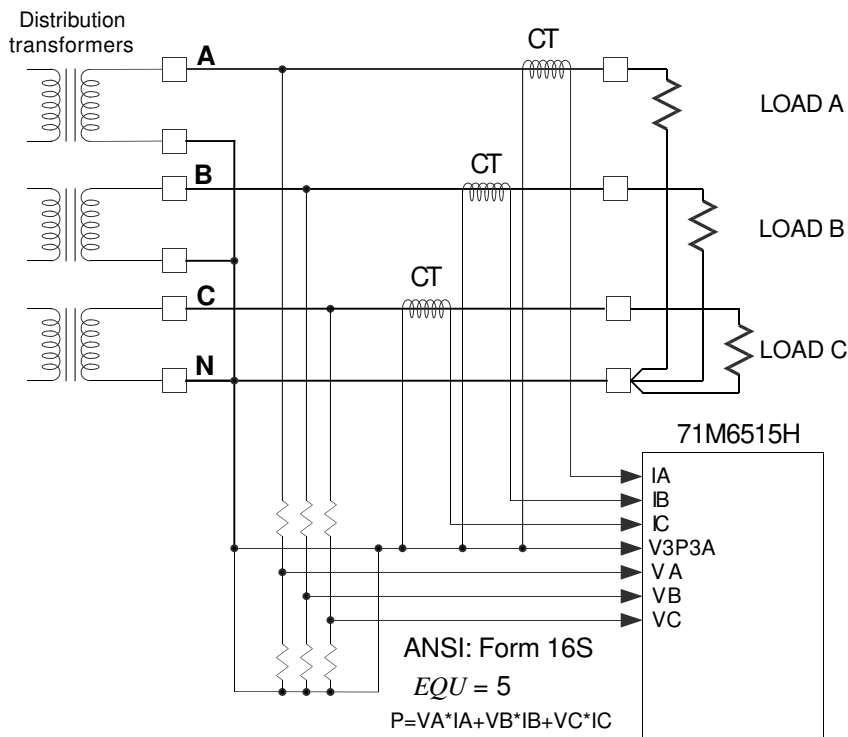 Distribution
transformers
A
CT
LOAD A
B
CT
LOAD B
C
CT
LOAD C
N
71M6515H
IA
IB
IC
V3P3A
VA
VB
VC
ANSI: Form 16S
EQU = 5
P=VA*IA+VB*IB+VC*IC